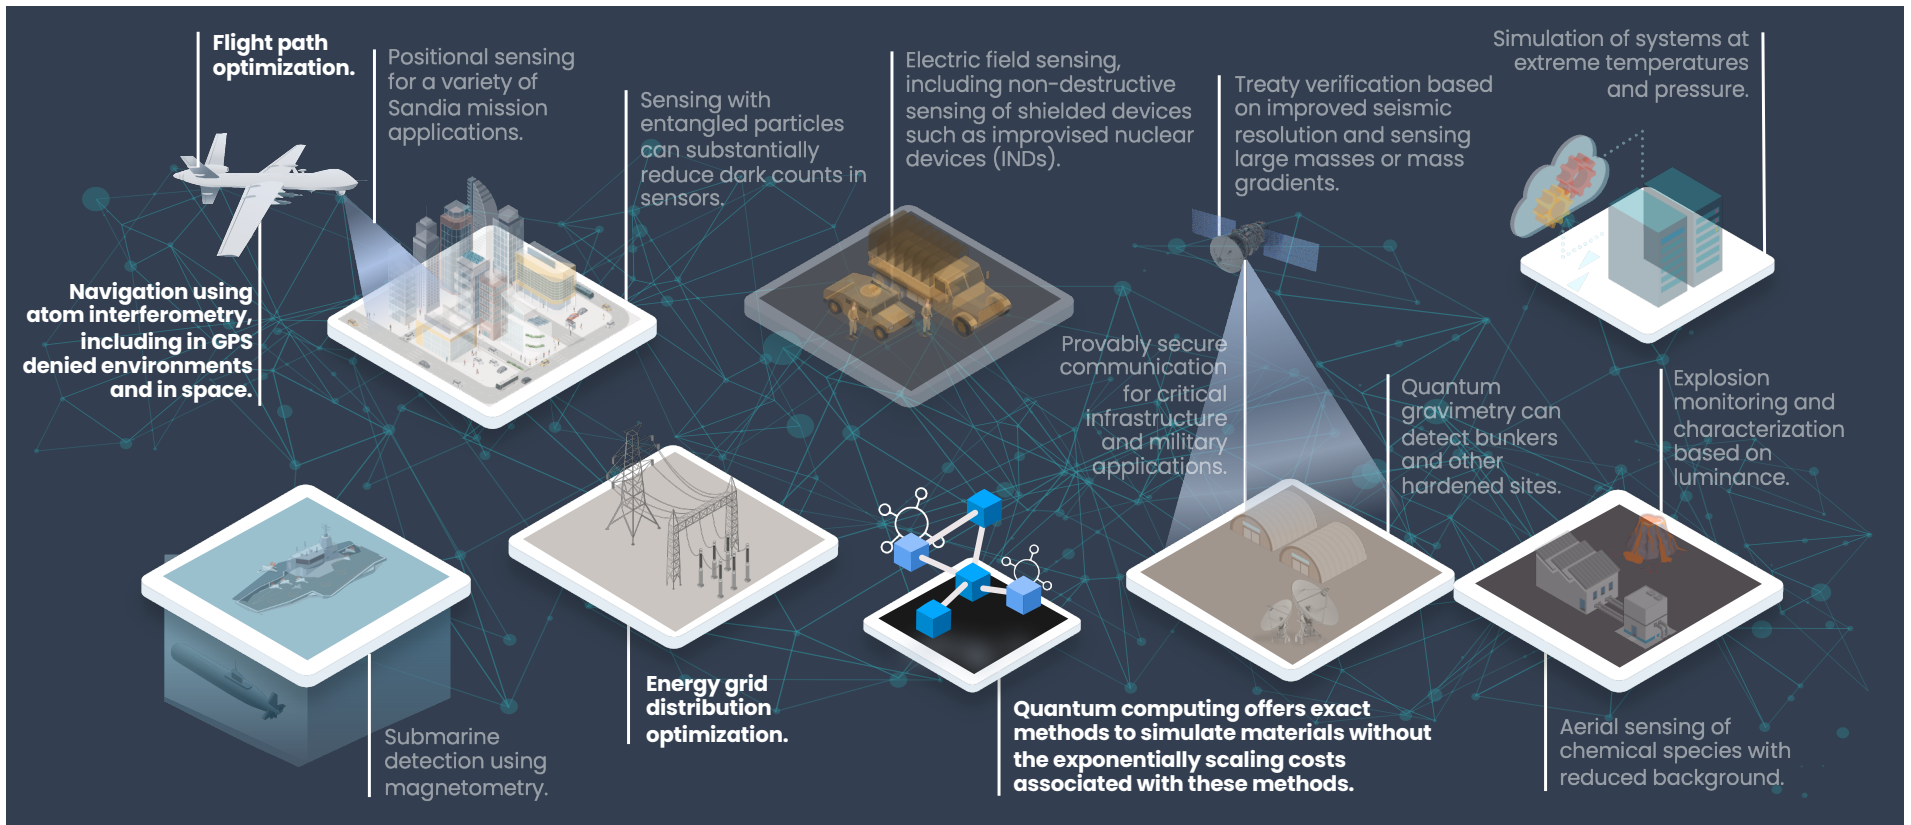 Flight path
optimization.
Positional sensing
for a variety of
Sandia mission
applications.
Sensing with
entangled particles
can substantially
reduce dark counts in
sensors.
Electric field sensing,
including non-destructive
sensing of shielded devices
such as improvised nuclear
devices (INDs).
Treaty verification based
on improved seismic
resolution and sensing
large masses or mass
gradients.
Simulation of systems at
extreme temperatures
and pressure.
Navigation using
atom interferometry,
including in GPS
denied environments
and in space.
Provably secure
communication
for critical
infrastructure
and military
applications.
Quantum
gravimetry can
detect bunkers
and other
hardened sites.
Explosion
monitoring and
characterization
based on
luminance.
Submarine
detection using
magnetometry.
Energy grid
distribution
optimization.
Quantum computing offers exact
methods to simulate materials without
the exponentially scaling costs
associated with these methods.
Aerial sensing of
chemical species with
reduced background.